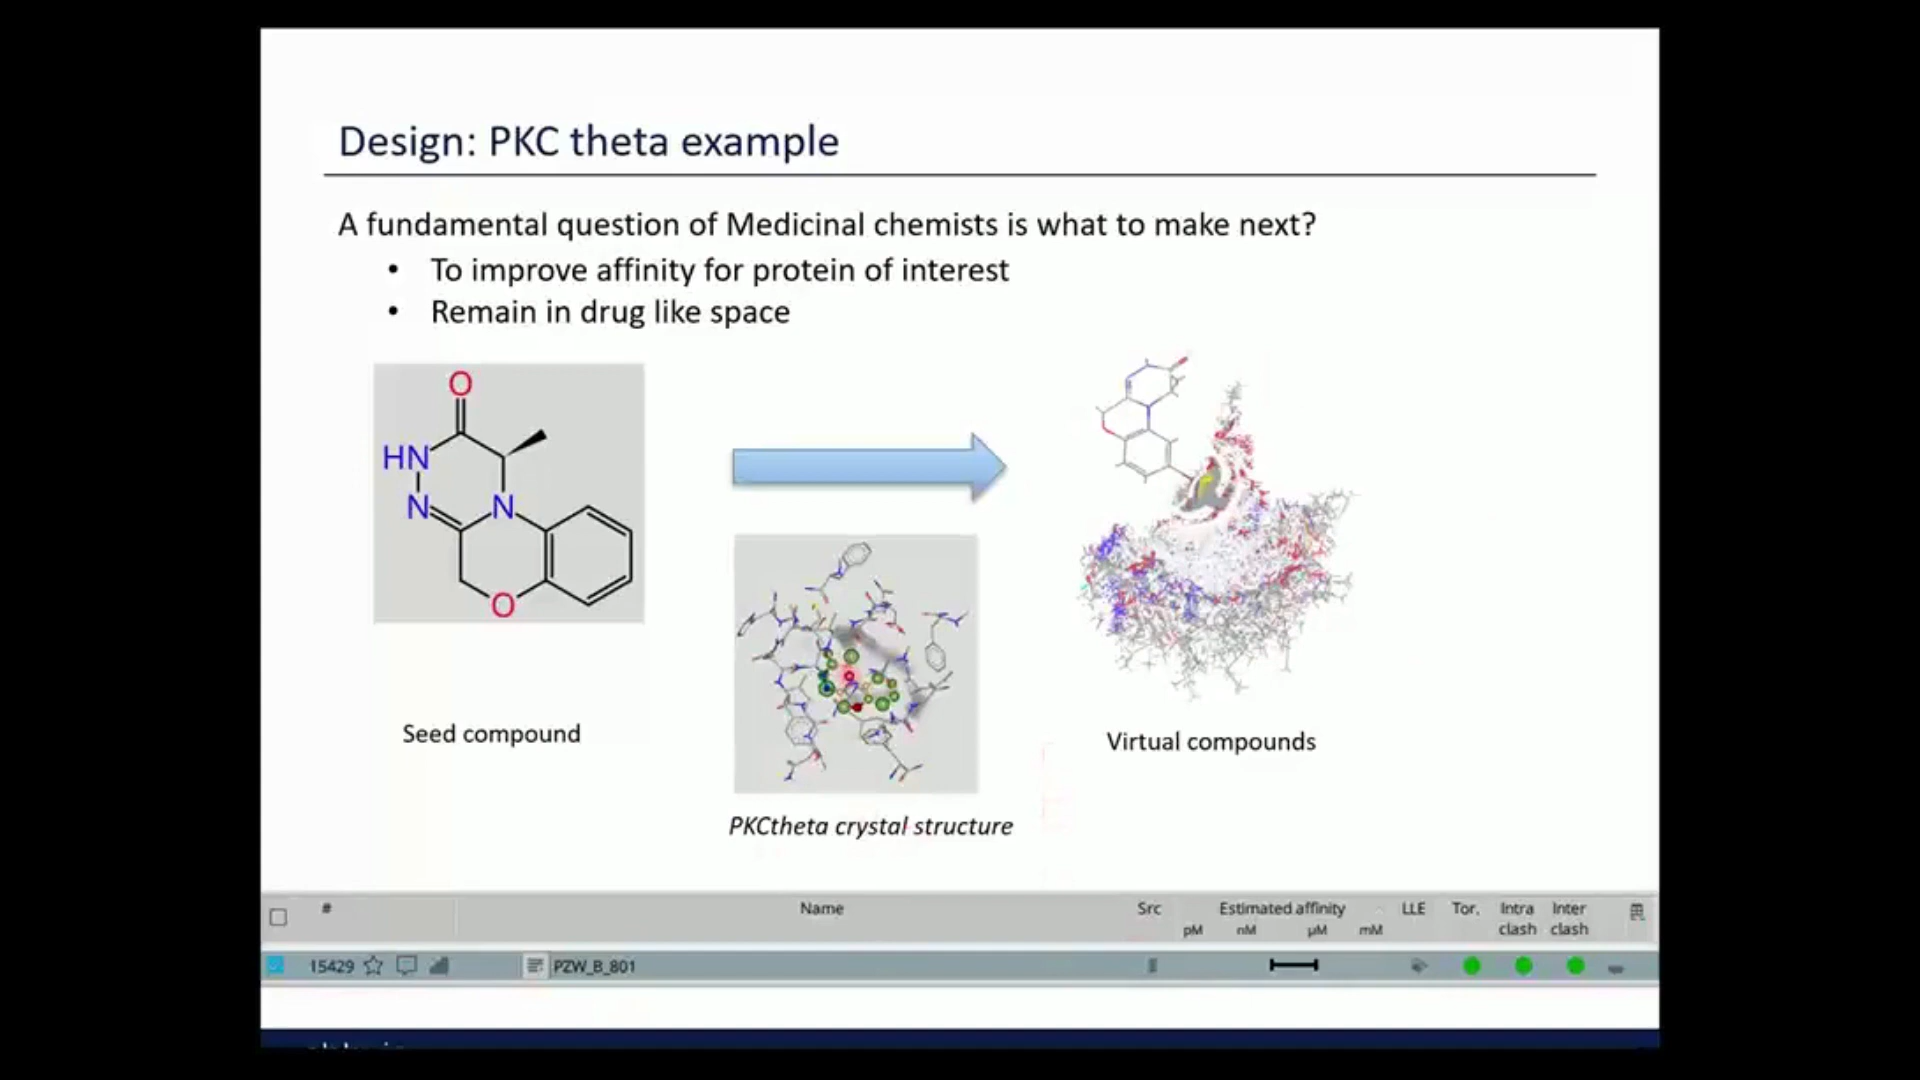 Design: PKC theta example
A fundamental question of Medicinal chemists is what to make next?
• To improve affinity for protein of interest
• Remain in drug like space
O
HN
N
N
O
Seed compound
PKCtheta crystal structure
Virtual compounds
# Name Src Estimated affinity LLE Tor. Intra clash Inter clash
pM nM µM mM
15429 PZW_B_801